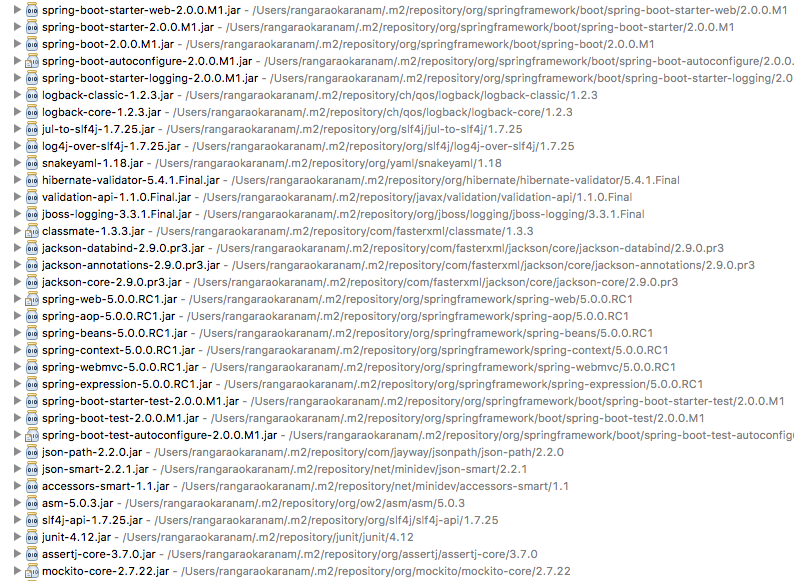 spring-boot-starter-web-2.0.0.M1.jar - /Users/rangaraokaranam/.m2/repository/org/springframework/boot/spring-boot-starter-web/2.0.0.M1
spring-boot-starter-2.0.0.M1.jar - /Users/rangaraokaranam/.m2/repository/org/springframework/boot/spring-boot-starter/2.0.0.M1
spring-boot-2.0.0.M1.jar - /Users/rangaraokaranam/.m2/repository/org/springframework/boot/spring-boot/2.0.0.M1
spring-boot-autoconfigure-2.0.0.M1.jar - /Users/rangaraokaranam/.m2/repository/org/springframework/boot/spring-boot-autoconfigure/2.0.0.
spring-boot-starter-logging-2.0.0.M1.jar - /Users/rangaraokaranam/.m2/repository/org/springframework/boot/spring-boot-starter-logging/2.0
logback-classic-1.2.3.jar - /Users/rangaraokaranam/.m2/repository/ch/qos/logback/logback-classic/1.2.3
logback-core-1.2.3.jar - /Users/rangaraokaranam/.m2/repository/ch/qos/logback/logback-core/1.2.3
jul-to-slf4j-1.7.25.jar - /Users/rangaraokaranam/.m2/repository/org/slf4j/jul-to-slf4j/1.7.25
log4j-over-slf4j-1.7.25.jar - /Users/rangaraokaranam/.m2/repository/org/slf4j/log4j-over-slf4j/1.7.25
snakeyaml-1.18.jar - /Users/rangaraokaranam/.m2/repository/org/yaml/snakeyaml/1.18
hibernate-validator-5.4.1.Final.jar - /Users/rangaraokaranam/.m2/repository/org/hibernate/hibernate-validator/5.4.1.Final
validation-api-1.1.0.Final.jar - /Users/rangaraokaranam/.m2/repository/javax/validation/validation-api/1.1.0.Final
jboss-logging-3.3.1.Final.jar - /Users/rangaraokaranam/.m2/repository/org/jboss/logging/jboss-logging/3.3.1.Final
classmate-1.3.3.jar - /Users/rangaraokaranam/.m2/repository/com/fasterxml/classmate/1.3.3
jackson-databind-2.9.0.pr3.jar - /Users/rangaraokaranam/.m2/repository/com/fasterxml/jackson/core/jackson-databind/2.9.0.pr3
jackson-annotations-2.9.0.pr3.jar - /Users/rangaraokaranam/.m2/repository/com/fasterxml/jackson/core/jackson-annotations/2.9.0.pr3
jackson-core-2.9.0.pr3.jar - /Users/rangaraokaranam/.m2/repository/com/fasterxml/jackson/core/jackson-core/2.9.0.pr3
spring-web-5.0.0.RC1.jar - /Users/rangaraokaranam/.m2/repository/org/springframework/spring-web/5.0.0.RC1
spring-aop-5.0.0.RC1.jar - /Users/rangaraokaranam/.m2/repository/org/springframework/spring-aop/5.0.0.RC1
spring-beans-5.0.0.RC1.jar - /Users/rangaraokaranam/.m2/repository/org/springframework/spring-beans/5.0.0.RC1
spring-context-5.0.0.RC1.jar - /Users/rangaraokaranam/.m2/repository/org/springframework/spring-context/5.0.0.RC1
spring-webmvc-5.0.0.RC1.jar - /Users/rangaraokaranam/.m2/repository/org/springframework/spring-webmvc/5.0.0.RC1
spring-expression-5.0.0.RC1.jar - /Users/rangaraokaranam/.m2/repository/org/springframework/spring-expression/5.0.0.RC1
spring-boot-starter-test-2.0.0.M1.jar - /Users/rangaraokaranam/.m2/repository/org/springframework/boot/spring-boot-starter-test/2.0.0.M1
spring-boot-test-2.0.0.M1.jar - /Users/rangaraokaranam/.m2/repository/org/springframework/boot/spring-boot-test/2.0.0.M1
spring-boot-test-autoconfigure-2.0.0.M1.jar - /Users/rangaraokaranam/.m2/repository/org/springframework/boot/spring-boot-test-autoconfigu
json-path-2.2.0.jar - /Users/rangaraokaranam/.m2/repository/com/jayway/jsonpath/json-path/2.2.0
json-smart-2.2.1.jar - /Users/rangaraokaranam/.m2/repository/net/minidev/json-smart/2.2.1
accessors-smart-1.1.jar - /Users/rangaraokaranam/.m2/repository/net/minidev/accessors-smart/1.1
asm-5.0.3.jar - /Users/rangaraokaranam/.m2/repository/org/ow2/asm/asm/5.0.3
slf4j-api-1.7.25.jar - /Users/rangaraokaranam/.m2/repository/org/slf4j/slf4j-api/1.7.25
junit-4.12.jar - /Users/rangaraokaranam/.m2/repository/junit/junit/4.12
assertj-core-3.7.0.jar - /Users/rangaraokaranam/.m2/repository/org/assertj/assertj-core/3.7.0
mockito-core-2.7.22.jar - /Users/rangaraokaranam/.m2/repository/org/mockito/mockito-core/2.7.22